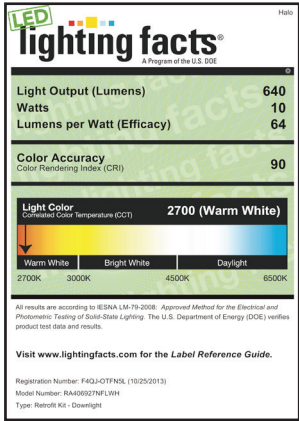 Halo
LED
lighting facts®
A Program of the U.S. DOE
Light Output (Lumens) 640
Watts 10
Lumens per Watt (Efficacy) 64
Color Accuracy
Color Rendering Index (CRI) 90
Light Color
Correlated Color Temperature (CCT) 2700 (Warm White)
Warm White Bright White Daylight
2700K 3000K 4500K 6500K
All results are according to IESNA LM-79-2008: Approved Method for the Electrical and
Photometric Testing of Solid-State Lighting. The U.S. Department of Energy (DOE) verifies
product test data and results.
Visit www.lightingfacts.com for the Label Reference Guide.
Registration Number: F4QJ-OTFN5L (10/25/2013)
Model Number: RA406927NFLWH
Type: Retrofit Kit - Downlight